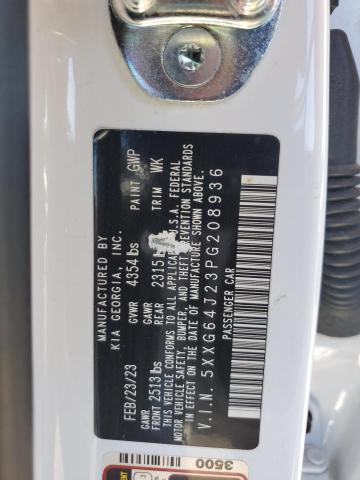 MANUFACTURED BY
KIA GEORGIA, INC.
FEB/23/23 GVWR 4354 lbs PAINT GWP
GAWR GAWR
FRONT 2513 lbs REAR 2315 TRIM WK
THIS VEHICLE CONFORMS TO ALL APPLICABLE U.S.A. FEDERAL
MOTOR VEHICLE SAFETY, BUMPER, AND THEFT PREVENTION STANDARDS
IN EFFECT ON THE DATE OF MANUFACTURE SHOWN ABOVE.
V.I.N. 5XXG64J23PG208936
PASSENGER CAR
3500